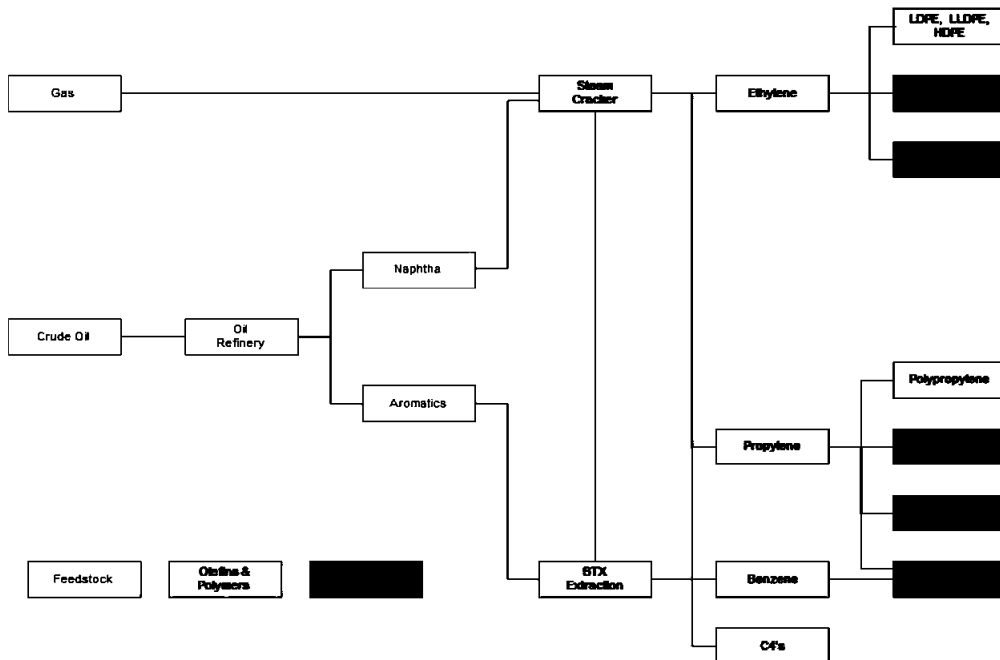 LDPE, LLDPE,
HDPE
Gas
Steam
Cracker
Ethylene
Naphtha
Crude Oil
Oil
Refinery
Aromatics
Polypropylene
Propylene
Feedstock
Olefins &
Polymers
BTX
Extraction
Benzene
C4's